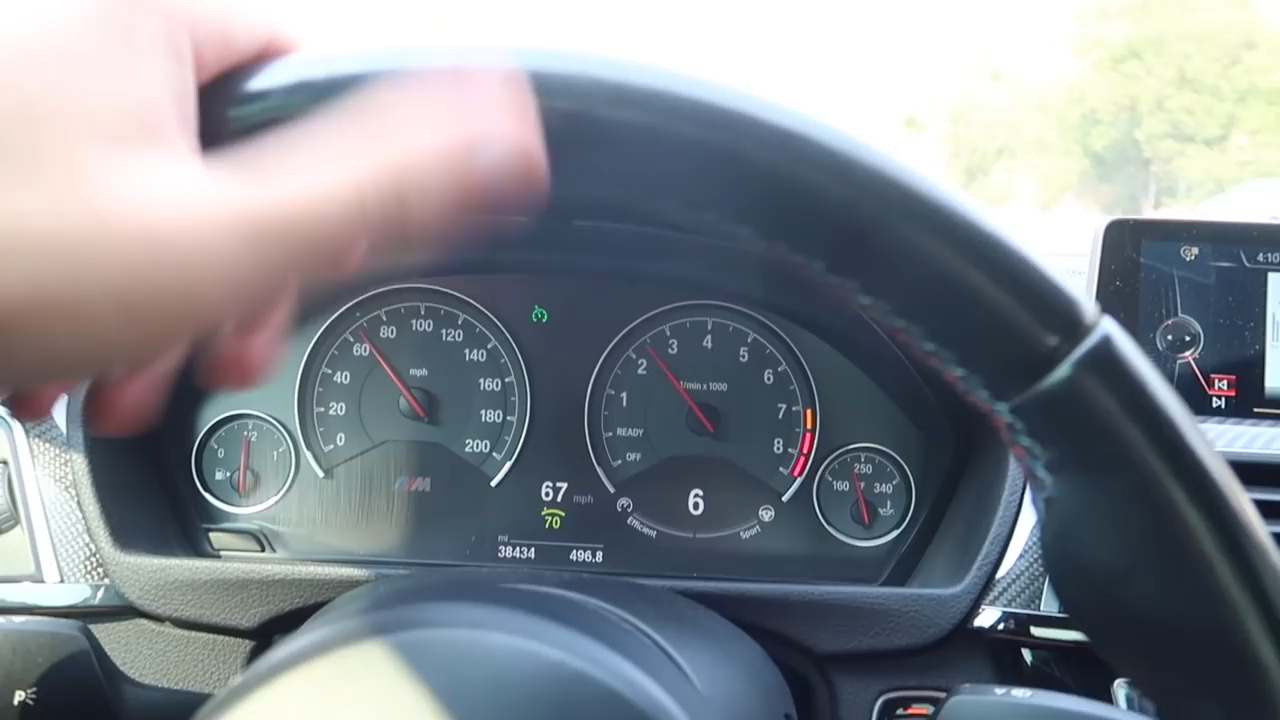 0 20 40 60 80 100 120 140 160 180 200
mph
0 1/2 1
M
67 mph
70
mi
38434 496.8
OFF READY 1 2 3 4 5 6 7 8
1/min x 1000
6
Efficient Sport
160 250 340
°F
4:10
P